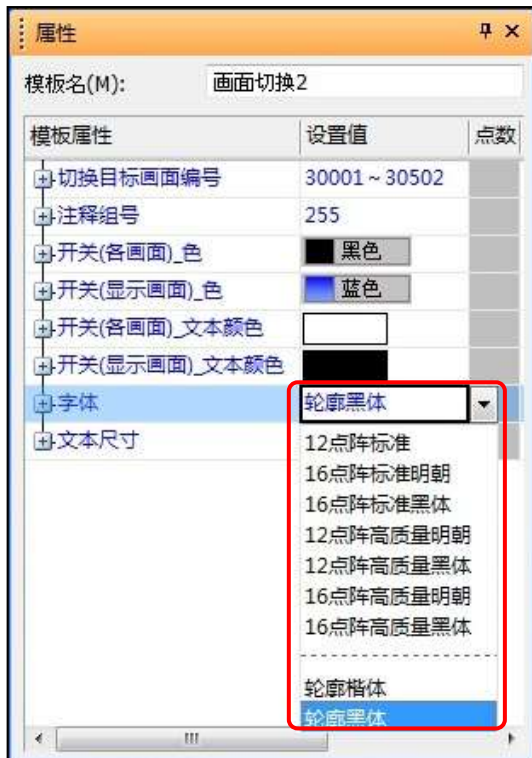 属性
模板名(M): 画面切换2
模板属性 设置值 点数
切换目标画面编号 30001~30502
注释组号 255
开关(各画面)_色 黑色
开关(显示画面)_色 蓝色
开关(各画面)_文本颜色
开关(显示画面)_文本颜色
字体 轮廓黑体
文本尺寸
12点阵标准
16点阵标准明朝
16点阵标准黑体
12点阵高质量明朝
12点阵高质量黑体
16点阵高质量明朝
16点阵高质量黑体
轮廓楷体
轮廓黑体